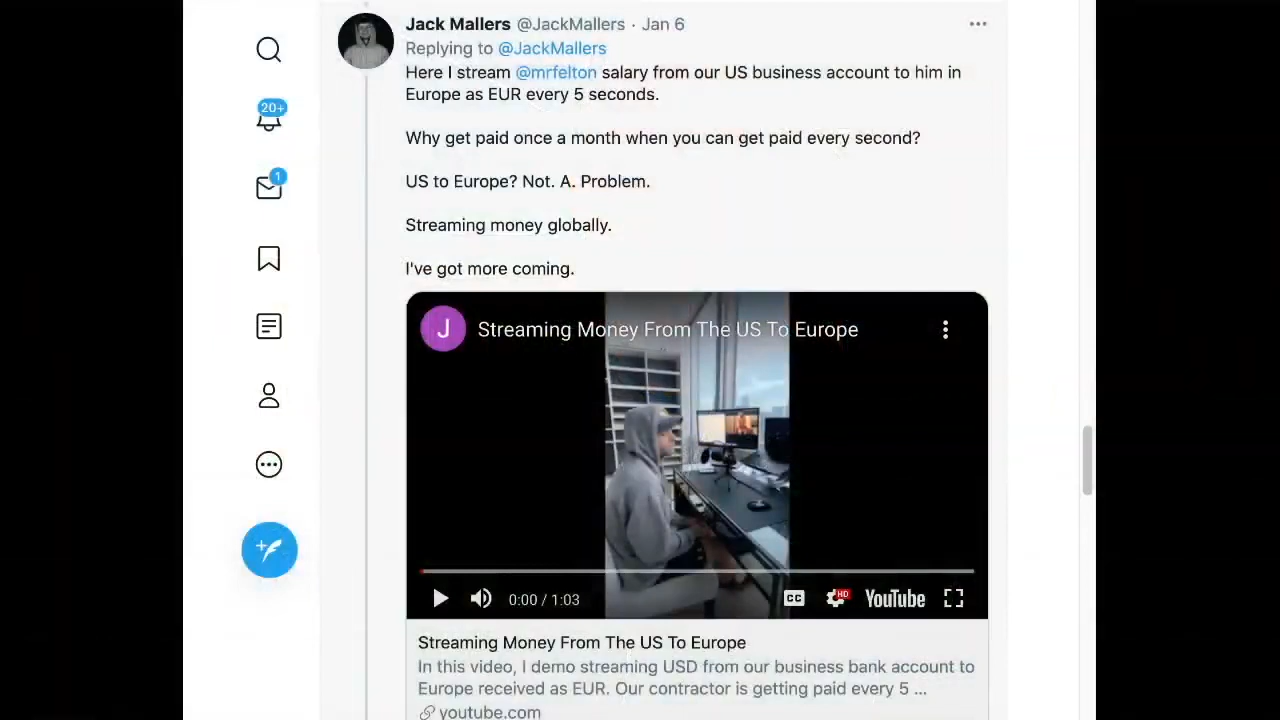 Jack Mallers @JackMallers · Jan 6
Replying to @JackMallers
Here I stream @mrfelton salary from our US business account to him in
Europe as EUR every 5 seconds.
Why get paid once a month when you can get paid every second?
US to Europe? Not. A. Problem.
Streaming money globally.
I've got more coming.
20+
1
J Streaming Money From The US To Europe
0:00 / 1:03 CC HD YouTube
Streaming Money From The US To Europe
In this video, I demo streaming USD from our business bank account to
Europe received as EUR. Our contractor is getting paid every 5 ...
youtube.com